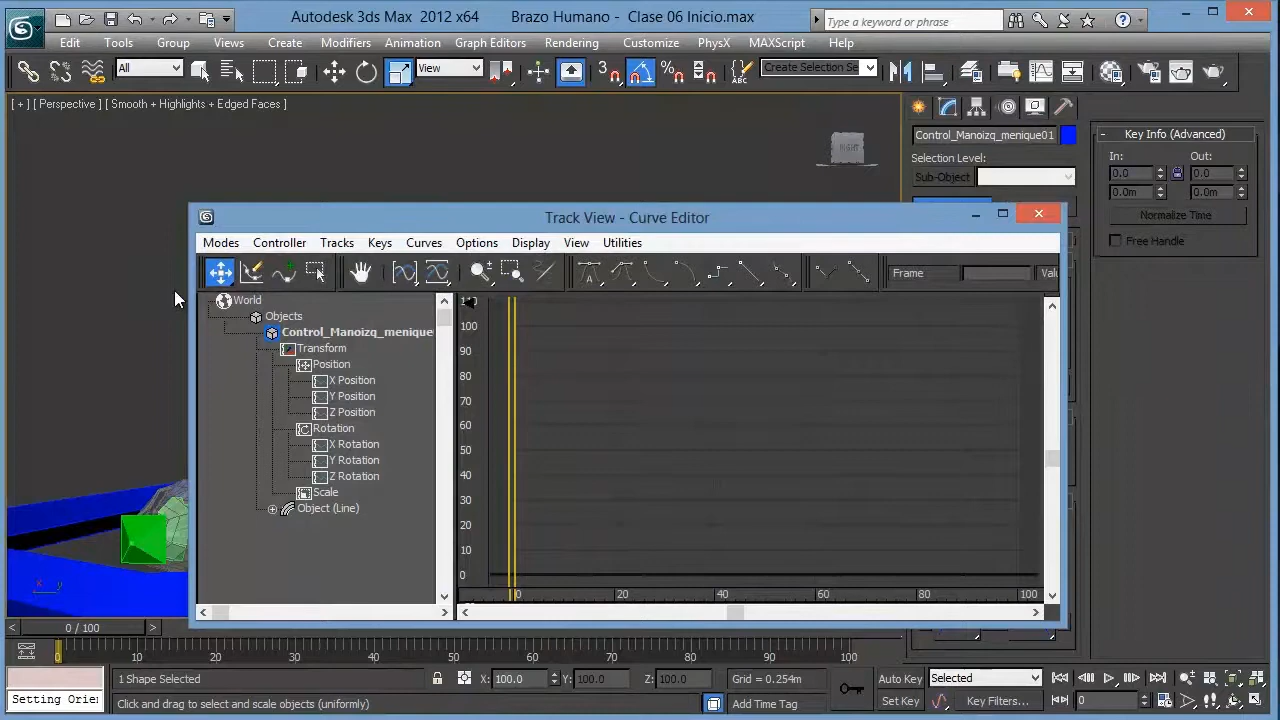 Autodesk 3ds Max  2012 x64    Brazo Humano - Clase 06 Inicio.max
Type a keyword or phrase
Edit Tools Group Views Create Modifiers Animation Graph Editors Rendering Customize PhysX MAXScript Help
All View Create Selection Se
[ + ] [ Perspective ] [ Smooth + Highlights + Edged Faces ]
RIGHT
Control_Manoizq_menique01
Selection Level:
Sub-Object
- Key Info (Advanced)
In: Out:
0.0 0.0
0.0m 0.0m
Normalize Time
Free Handle
Track View - Curve Editor
Modes Controller Tracks Keys Curves Options Display View Utilities
Frame Valu
World
Objects
Control_Manoizq_menique
Transform
Position
X Position
Y Position
Z Position
Rotation
X Rotation
Y Rotation
Z Rotation
Scale
Object (Line)
100
90
80
70
60
50
40
30
20
10
0
0 20 40 60 80 100
x y
< 0 / 100 >
0 10 20 30 40 50 60 70 80 90 100
1 Shape Selected X: 100.0 Y: 100.0 Z: 100.0 Grid = 0.254m Auto Key Selected
Setting Orie Click and drag to select and scale objects (uniformly) Add Time Tag Set Key Key Filters... 0